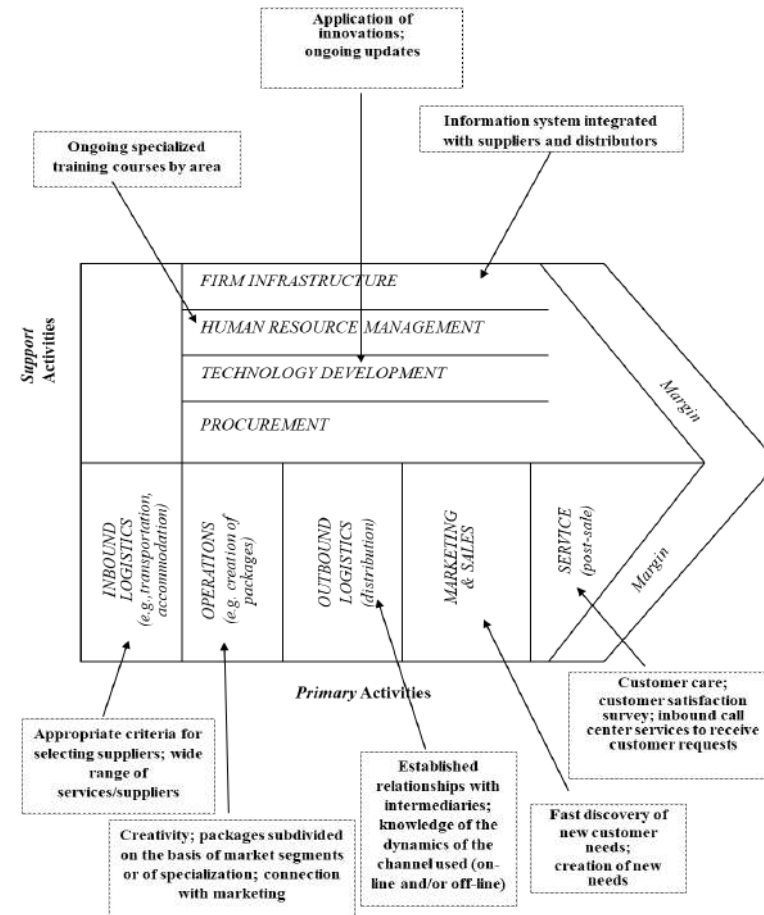 Application of
innovations;
ongoing updates
Information system integrated
with suppliers and distributors
Ongoing specialized
training courses by area
Support
Activities
FIRM INFRASTRUCTURE
HUMAN RESOURCE MANAGEMENT
TECHNOLOGY DEVELOPMENT
PROCUREMENT
Margin
INBOUND
LOGISTICS
(e.g.,transportation,
accommodation)
OPERATIONS
(e.g. creation of
packages)
OUTBOUND
LOGISTICS
(distribution)
MARKETING
& SALES
SERVICE
(post-sale)
Margin
Primary Activities
Appropriate criteria for
selecting suppliers; wide
range of
services/suppliers
Creativity; packages subdivided
on the basis of market segments
or of specialization; connection
with marketing
Established
relationships with
intermediaries;
knowledge of the
dynamics of the
channel used (on-
line and/or off-line)
Fast discovery of
new customer
needs;
creation of new
needs
Customer care;
customer satisfaction
survey; inbound call
center services to receive
customer requests